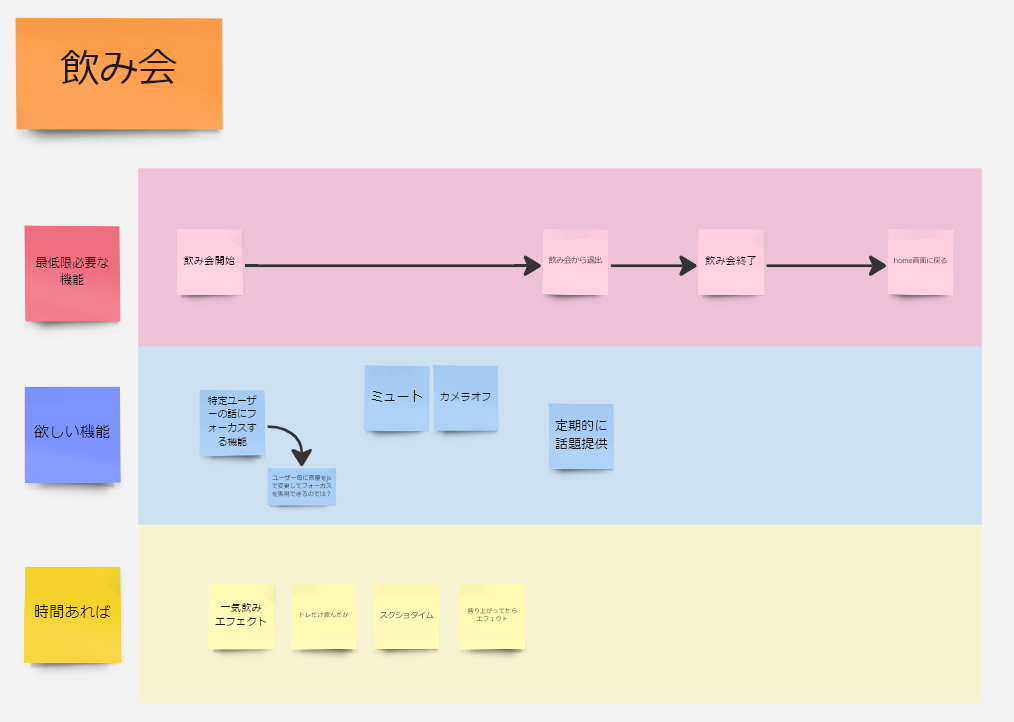 飲み会
最低限必要な
機能
飲み会開始
飲み会から退出
飲み会終了
home画面に戻る
欲しい機能
特定ユーザ
ーの話にフ
ォーカスす
る機能
ユーザー毎に音量をjs
で変更してフォーカス
を実現できるのでは？
ミュート
カメラオフ
定期的に
話題提供
時間あれば
一気飲み
エフェクト
ドレだけ飲んだか
スクショタイム
盛り上がってたら
エフェクト